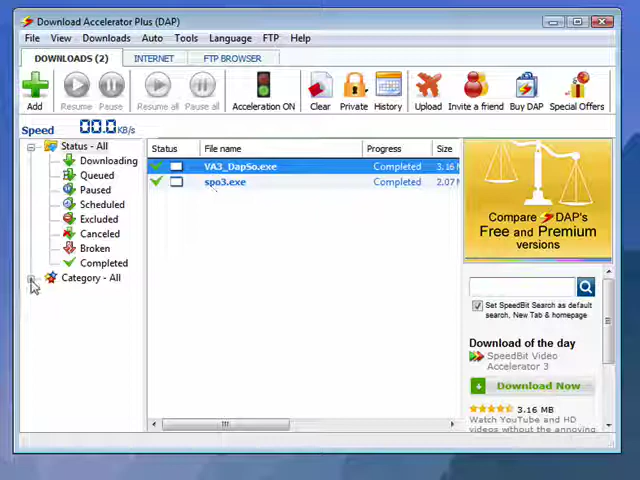 Download Accelerator Plus (DAP)
File View Downloads Auto Tools Language FTP Help
DOWNLOADS (2) INTERNET FTP BROWSER
Add Resume Pause Resume all Pause all Acceleration ON Clear Private History Upload Invite a friend Buy DAP Special Offers
Speed 00.0 KB/s
Status - All
Downloading
Queued
Paused
Scheduled
Excluded
Canceled
Broken
Completed
Category - All
Status File name Progress Size
VA3_DapSo.exe Completed 3.16 M
spo3.exe Completed 2.07 M
Compare DAP's
Free and Premium
versions
Set SpeedBit Search as default
search, New Tab & homepage
Download of the day
SpeedBit Video
Accelerator 3
Download Now
3.16 MB
Watch YouTube and HD
videos without the annoying